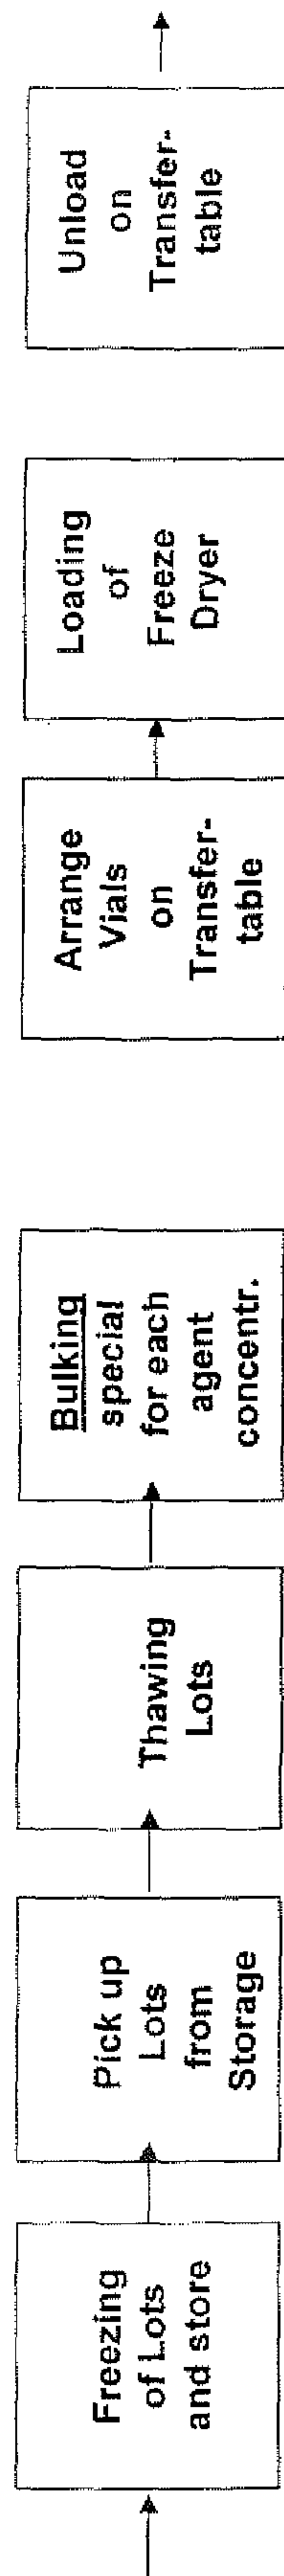 Freezing
of Lots
and store
Pick up
Lots
from
Storage
Thawing
Lots
Bulking
special
for each
agent
concentr.
Arrange
Vials
on
Transfer-
table
Loading
of
Freeze
Dryer
Unload
on
Transfer-
table